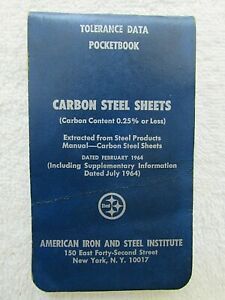 TOLERANCE DATA
POCKETBOOK
CARBON STEEL SHEETS
(Carbon Content 0.25% or Less)
Extracted from Steel Products
Manual—Carbon Steel Sheets
DATED FEBRUARY 1964
(Including Supplementary Information
Dated July 1964)
Steel
AMERICAN IRON AND STEEL INSTITUTE
150 East Forty-Second Street
New York, N. Y. 10017